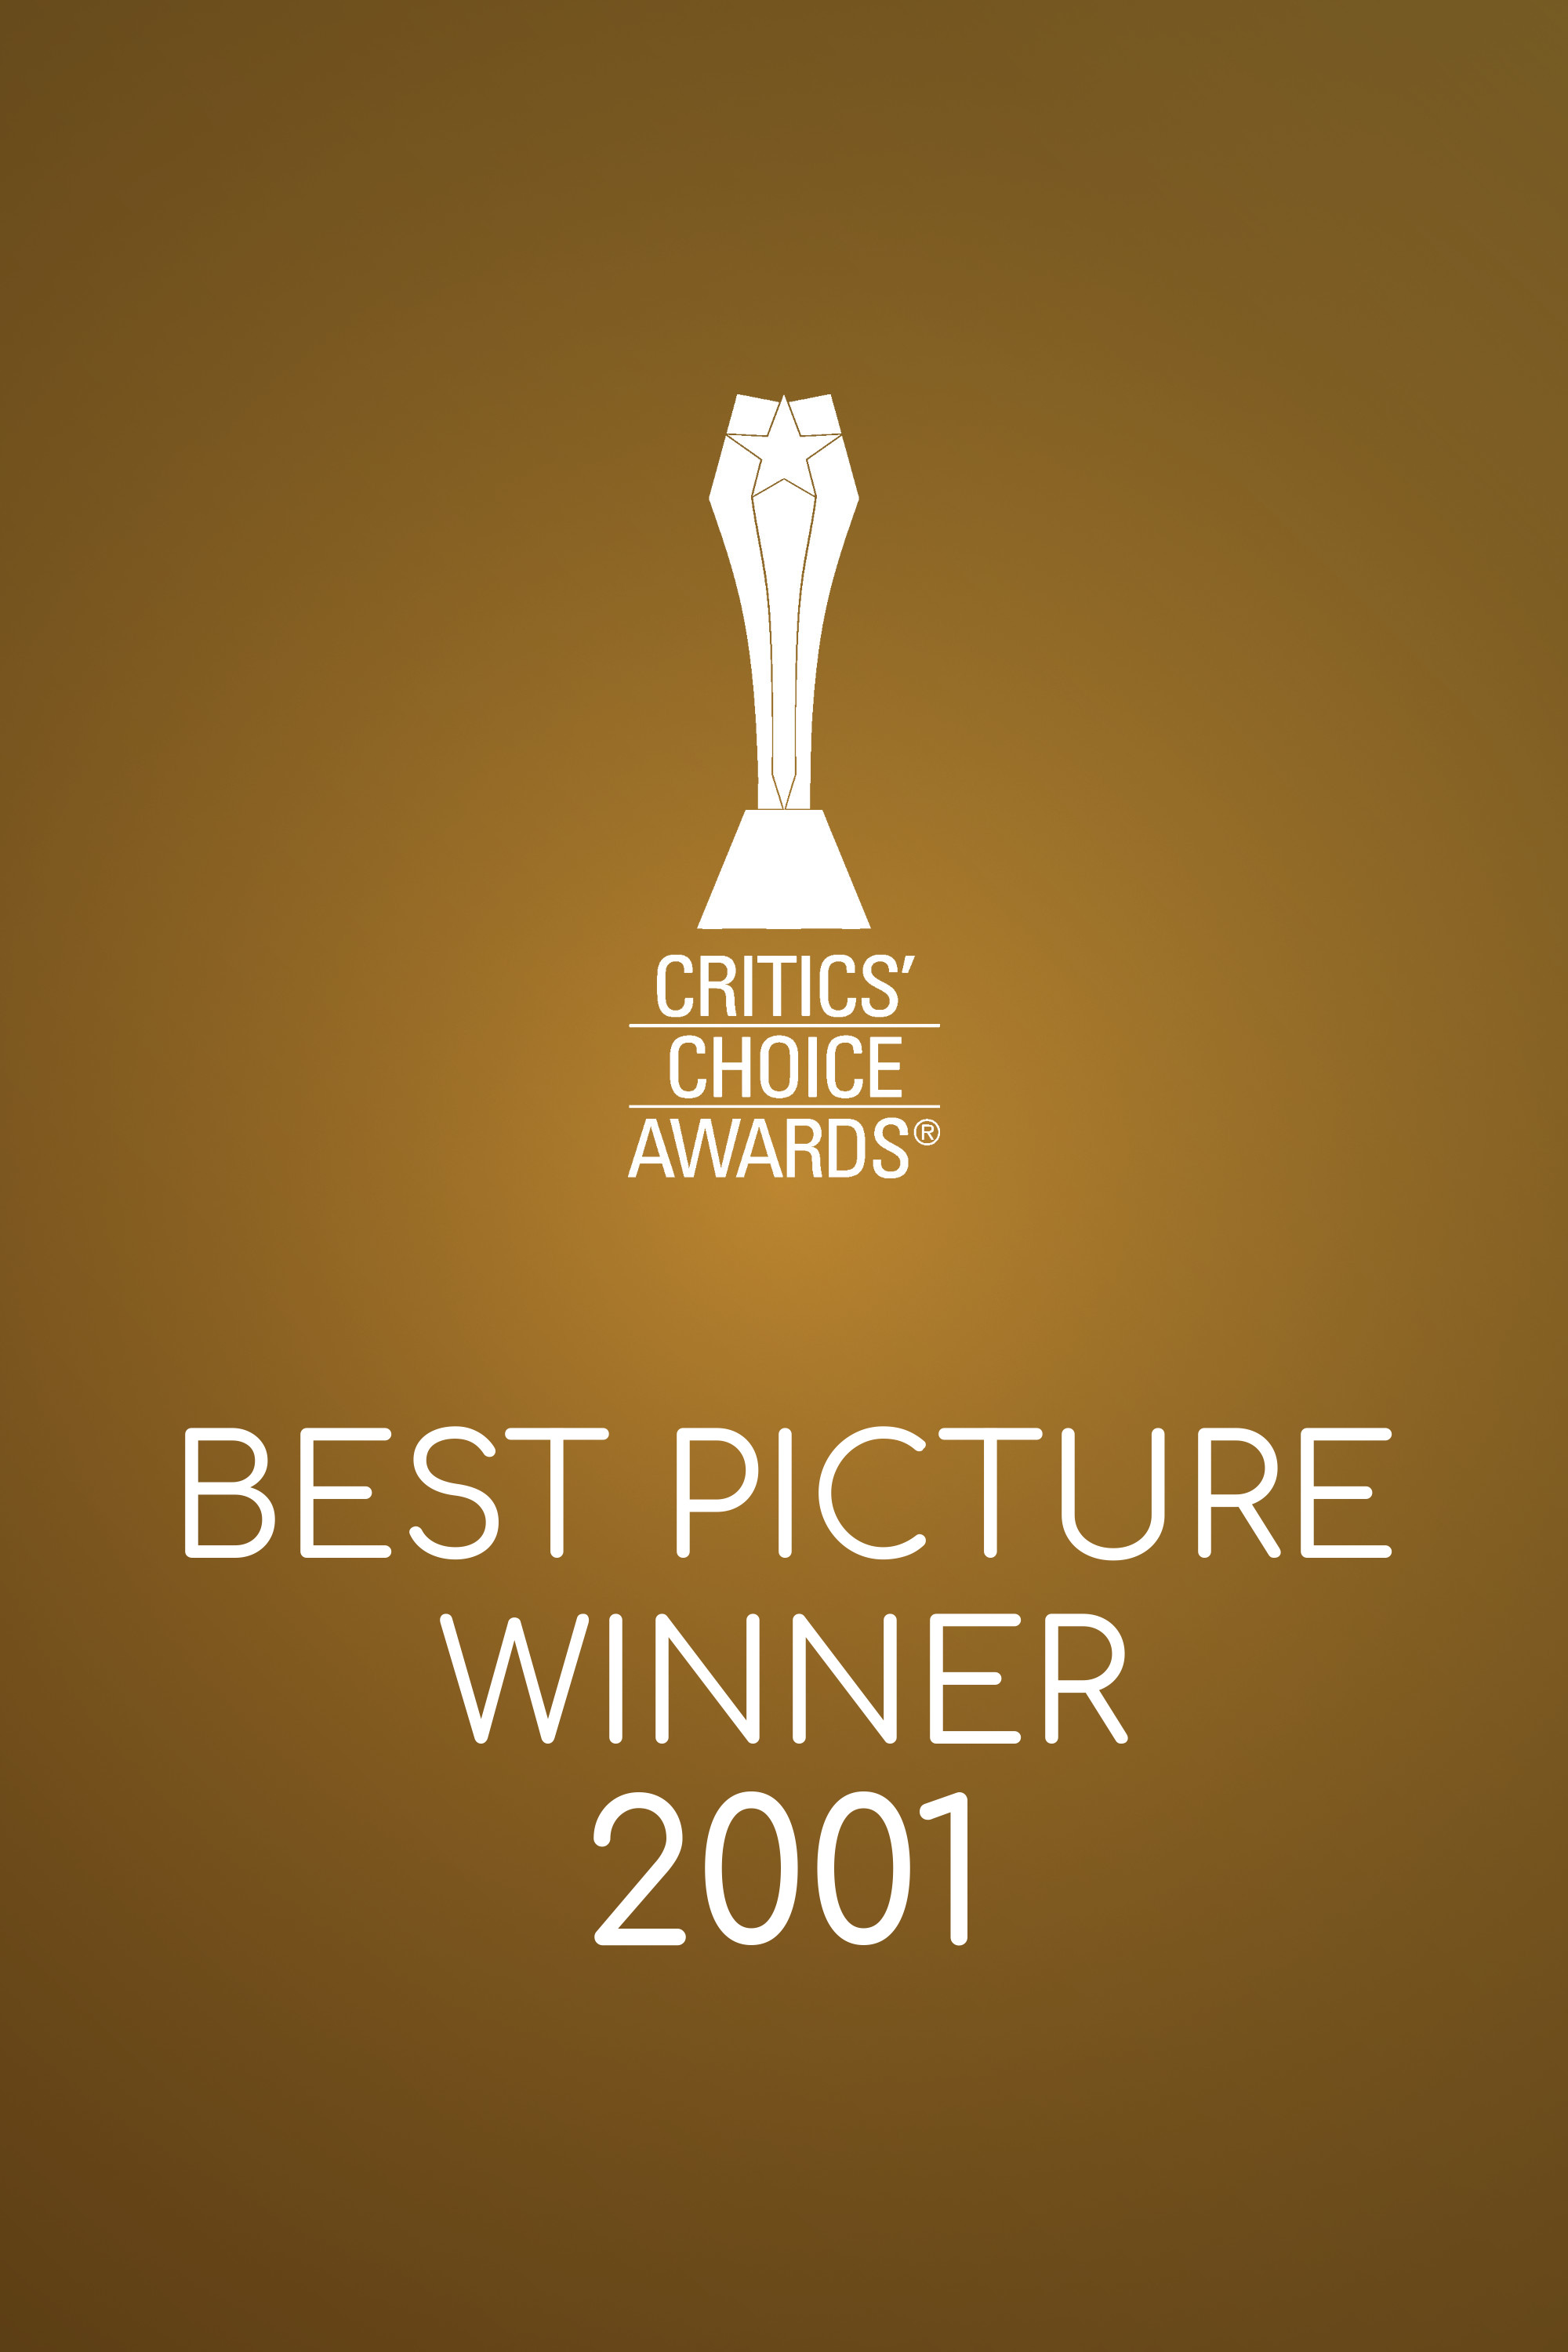 CRITICS'
CHOICE
AWARDS®
BEST PICTURE
WINNER
2001